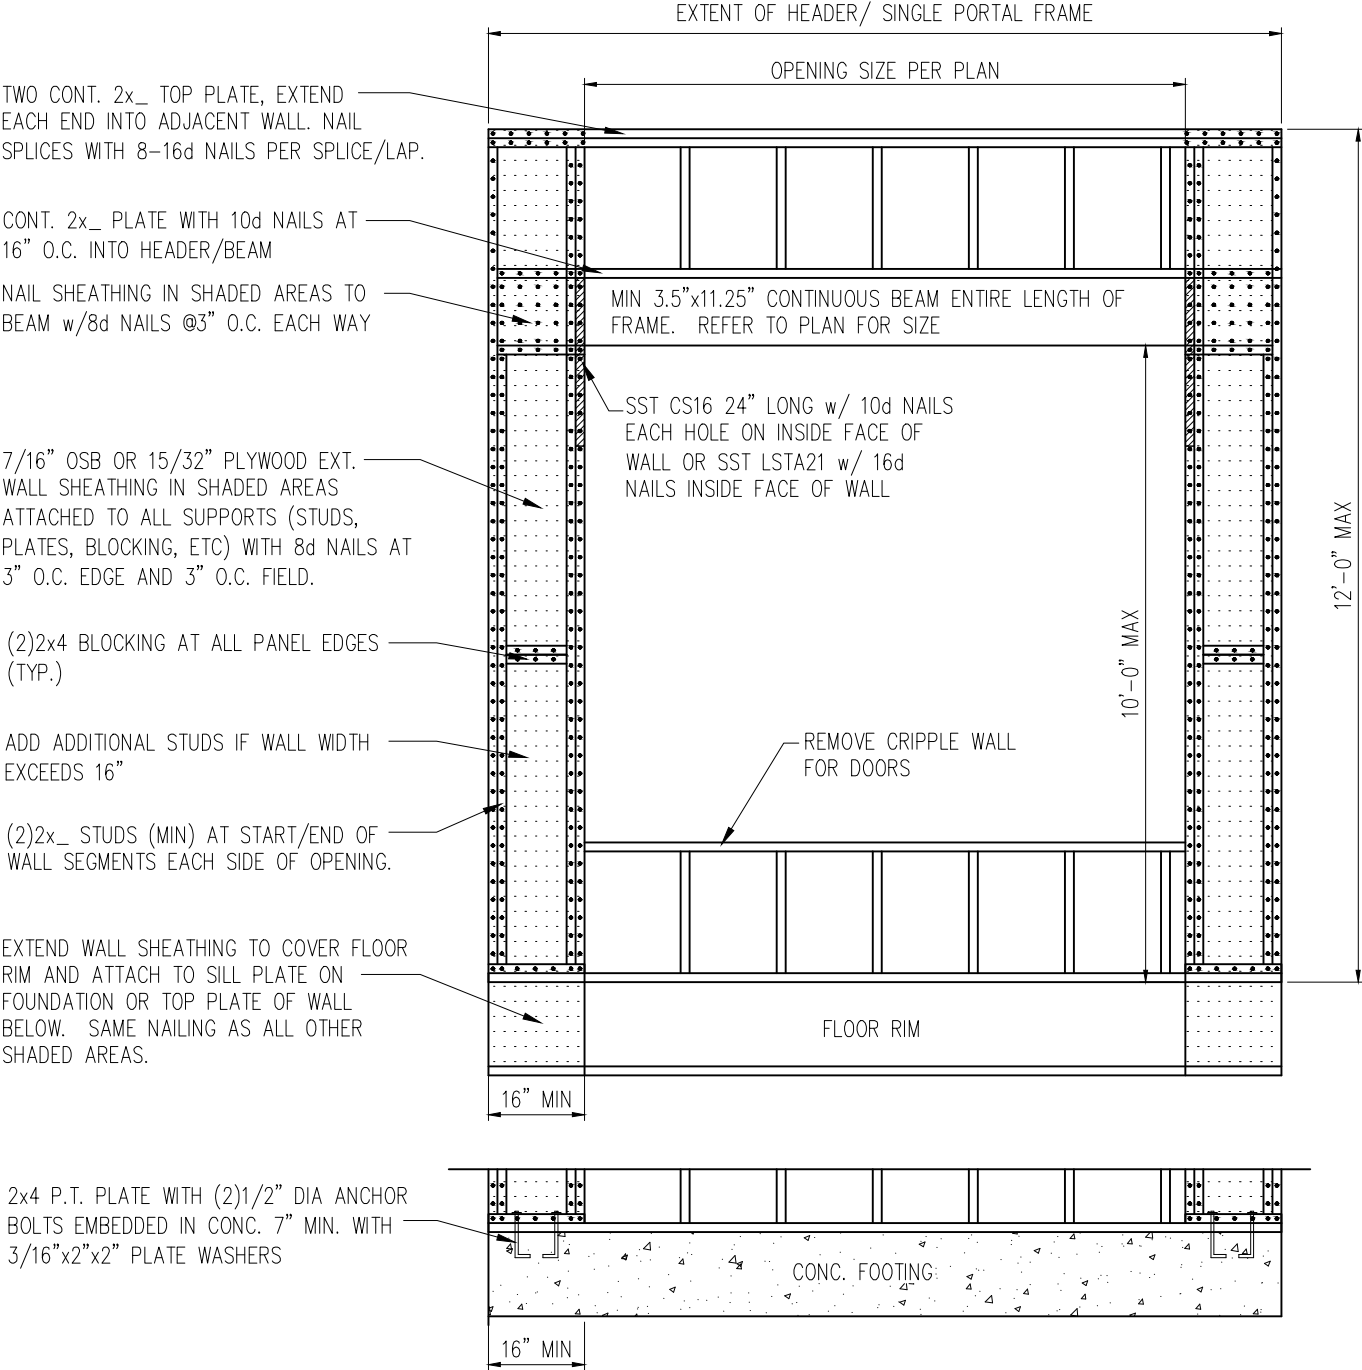 EXTENT OF HEADER/ SINGLE PORTAL FRAME
OPENING SIZE PER PLAN
TWO CONT. 2x_ TOP PLATE, EXTEND
EACH END INTO ADJACENT WALL. NAIL
SPLICES WITH 8-16d NAILS PER SPLICE/LAP.
CONT. 2x_ PLATE WITH 10d NAILS AT
16" O.C. INTO HEADER/BEAM
NAIL SHEATHING IN SHADED AREAS TO
BEAM w/8d NAILS @3" O.C. EACH WAY
MIN 3.5"x11.25" CONTINUOUS BEAM ENTIRE LENGTH OF
FRAME. REFER TO PLAN FOR SIZE
SST CS16 24" LONG w/ 10d NAILS
EACH HOLE ON INSIDE FACE OF
WALL OR SST LSTA21 w/ 16d
NAILS INSIDE FACE OF WALL
7/16" OSB OR 15/32" PLYWOOD EXT.
WALL SHEATHING IN SHADED AREAS
ATTACHED TO ALL SUPPORTS (STUDS,
PLATES, BLOCKING, ETC) WITH 8d NAILS AT
3" O.C. EDGE AND 3" O.C. FIELD.
12'-0" MAX
10'-0" MAX
(2)2x4 BLOCKING AT ALL PANEL EDGES
(TYP.)
ADD ADDITIONAL STUDS IF WALL WIDTH
EXCEEDS 16"
REMOVE CRIPPLE WALL
FOR DOORS
(2)2x_ STUDS (MIN) AT START/END OF
WALL SEGMENTS EACH SIDE OF OPENING.
EXTEND WALL SHEATHING TO COVER FLOOR
RIM AND ATTACH TO SILL PLATE ON
FOUNDATION OR TOP PLATE OF WALL
BELOW. SAME NAILING AS ALL OTHER
SHADED AREAS.
FLOOR RIM
16" MIN
2x4 P.T. PLATE WITH (2)1/2" DIA ANCHOR
BOLTS EMBEDDED IN CONC. 7" MIN. WITH
3/16"x2"x2" PLATE WASHERS
CONC. FOOTING
16" MIN